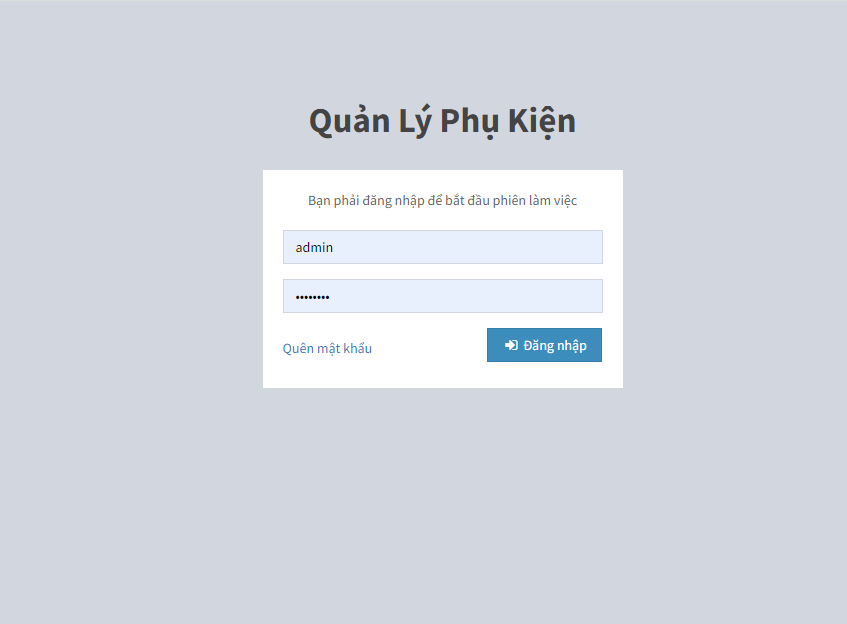 Quản Lý Phụ Kiện
Bạn phải đăng nhập để bắt đầu phiên làm việc
admin
••••••••
Quên mật khẩu
Đăng nhập